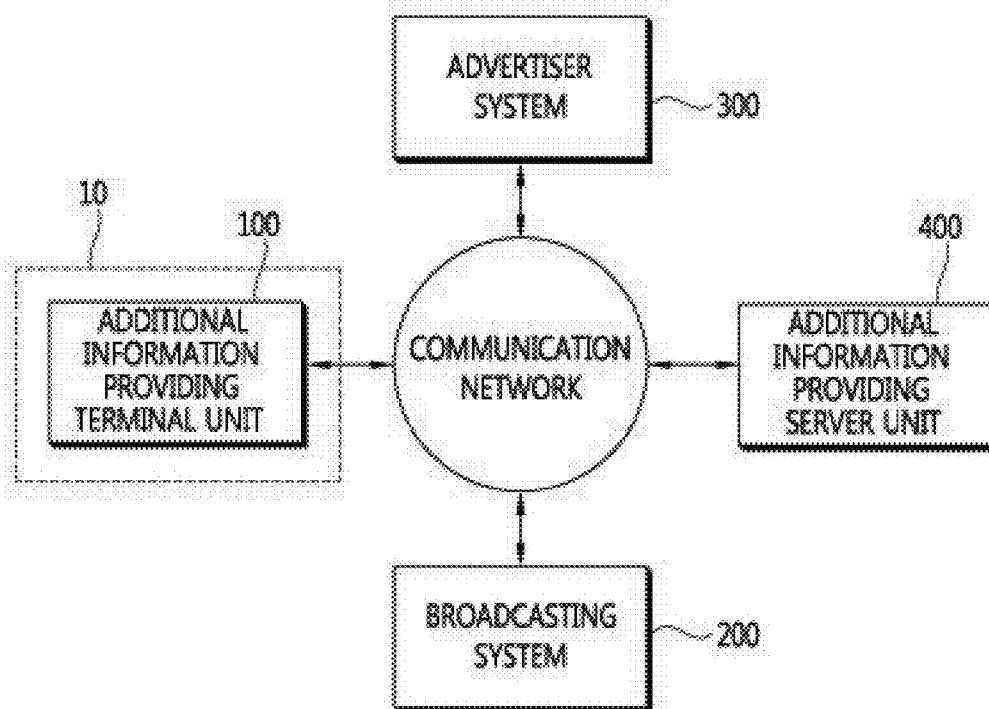 ADVERTISER
SYSTEM
300
10
100
ADDITIONAL
INFORMATION
PROVIDING
TERMINAL UNIT
COMMUNICATION
NETWORK
400
ADDITIONAL
INFORMATION
PROVIDING
SERVER UNIT
BROADCASTING
SYSTEM
200